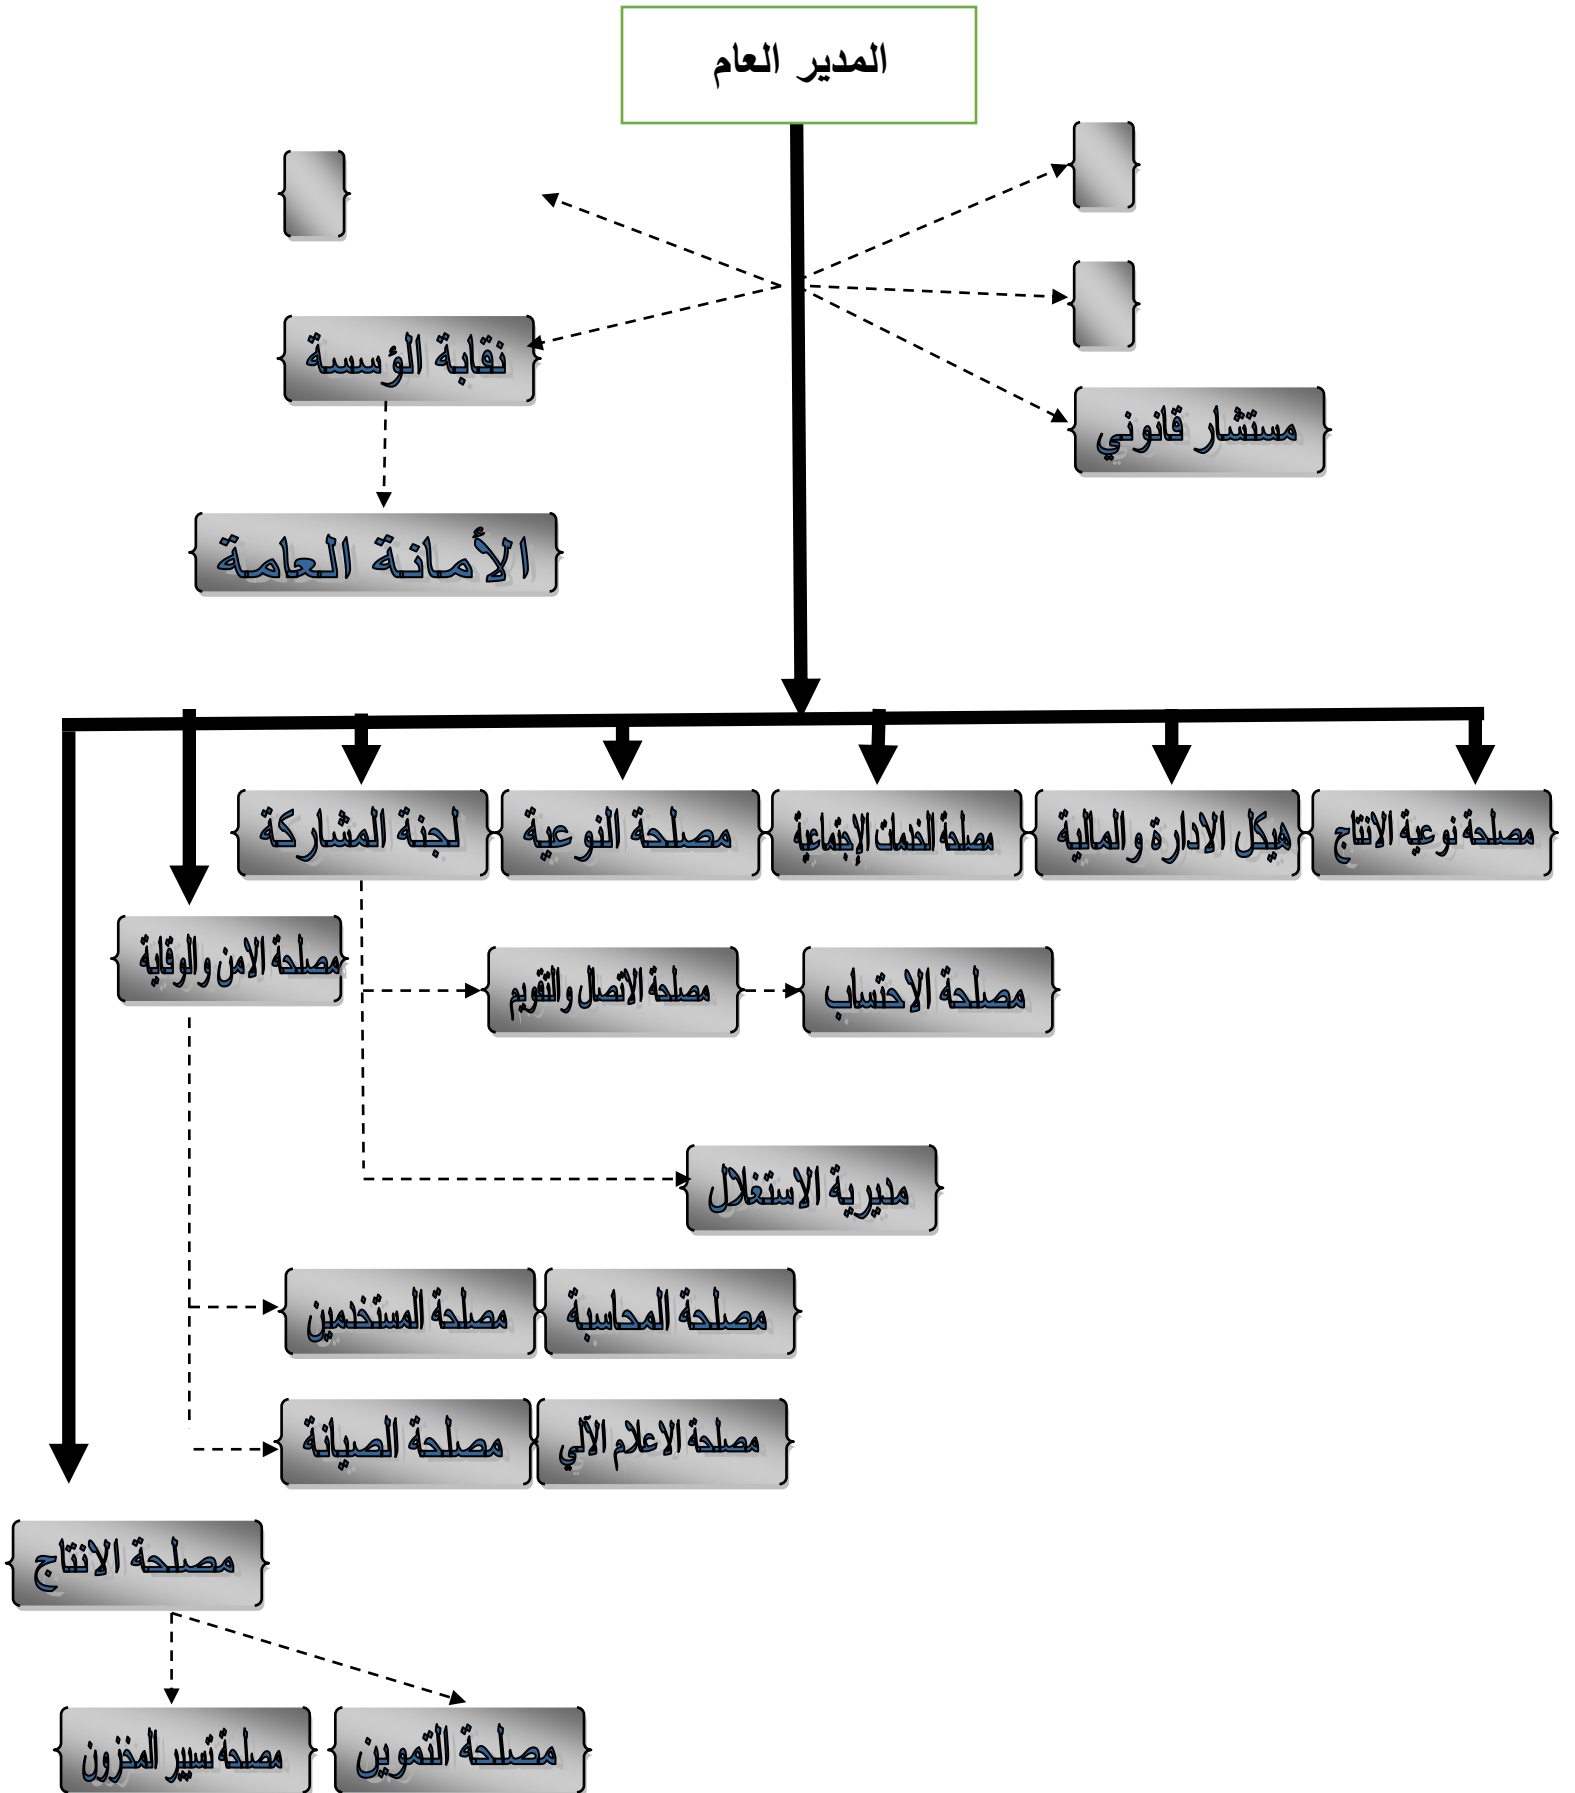 المدير العام
نقابة الؤسسة
مستشار قانوني
الأمانة العامة
مصلحة نوعية الانتاج
هيكل الادارة و المالية
مصلحة الخدمات الإجتماعية
مصلحة النوعية
لجنة المشاركة
مصلحة الامن والوقاية
مصلحة الاتصال والتقويم
مصلحة الاحتساب
مديرية الاستغلال
مصلحة المحاسبة
مصلحة المستخدمين
مصلحة الاعلام الآلي
مصلحة الصيانة
مصلحة الانتاج
مصلحة التموين
مصلحة تسيير المخزون